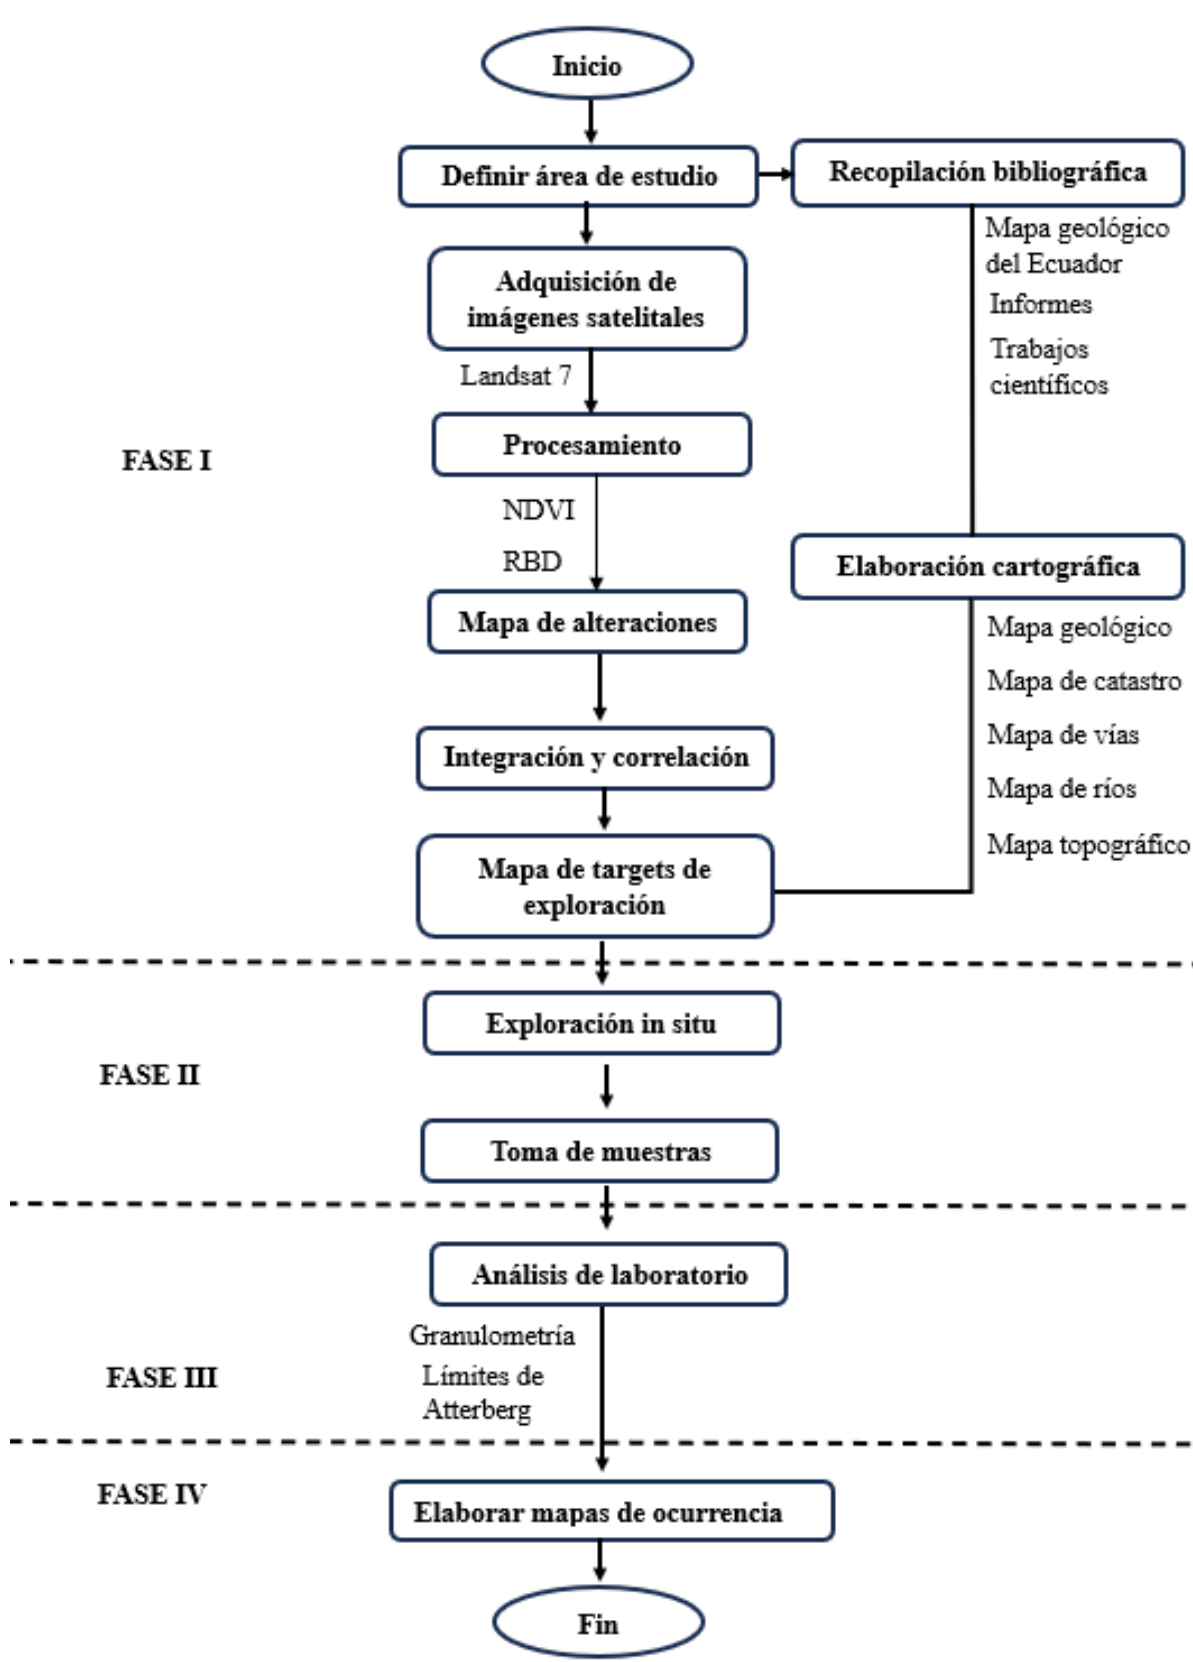 Inicio
Definir área de estudio
Recopilación bibliográfica
Mapa geológico
del Ecuador
Informes
Trabajos
científicos
Adquisición de
imágenes satelitales
Landsat 7
Procesamiento
FASE I
NDVI
RBD
Elaboración cartográfica
Mapa de alteraciones
Mapa geológico
Mapa de catastro
Mapa de vías
Mapa de ríos
Mapa topográfico
Integración y correlación
Mapa de targets de
exploración
Exploración in situ
FASE II
Toma de muestras
Análisis de laboratorio
Granulometría
Límites de
Atterberg
FASE III
FASE IV
Elaborar mapas de ocurrencia
Fin